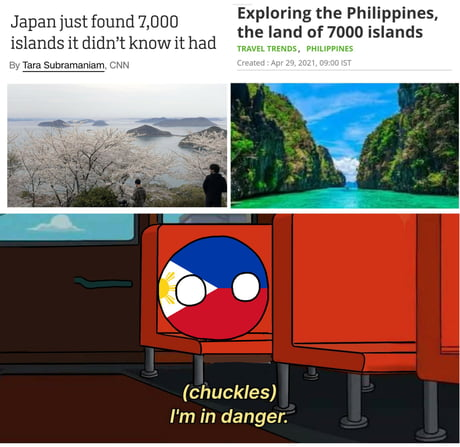 Japan just found 7,000
islands it didn't know it had
By Tara Subramaniam, CNN
Exploring the Philippines,
the land of 7000 islands
TRAVEL TRENDS, PHILIPPINES
Created : Apr 29, 2021, 09:00 IST
(chuckles)
I'm in danger.